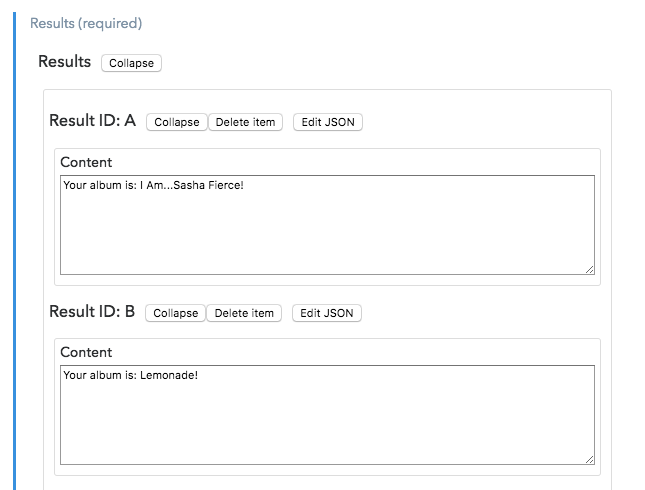 Results (required)
Results Collapse
Result ID: A Collapse Delete item Edit JSON
Content
Your album is: I Am...Sasha Fierce!
Result ID: B Collapse Delete item Edit JSON
Content
Your album is: Lemonade!